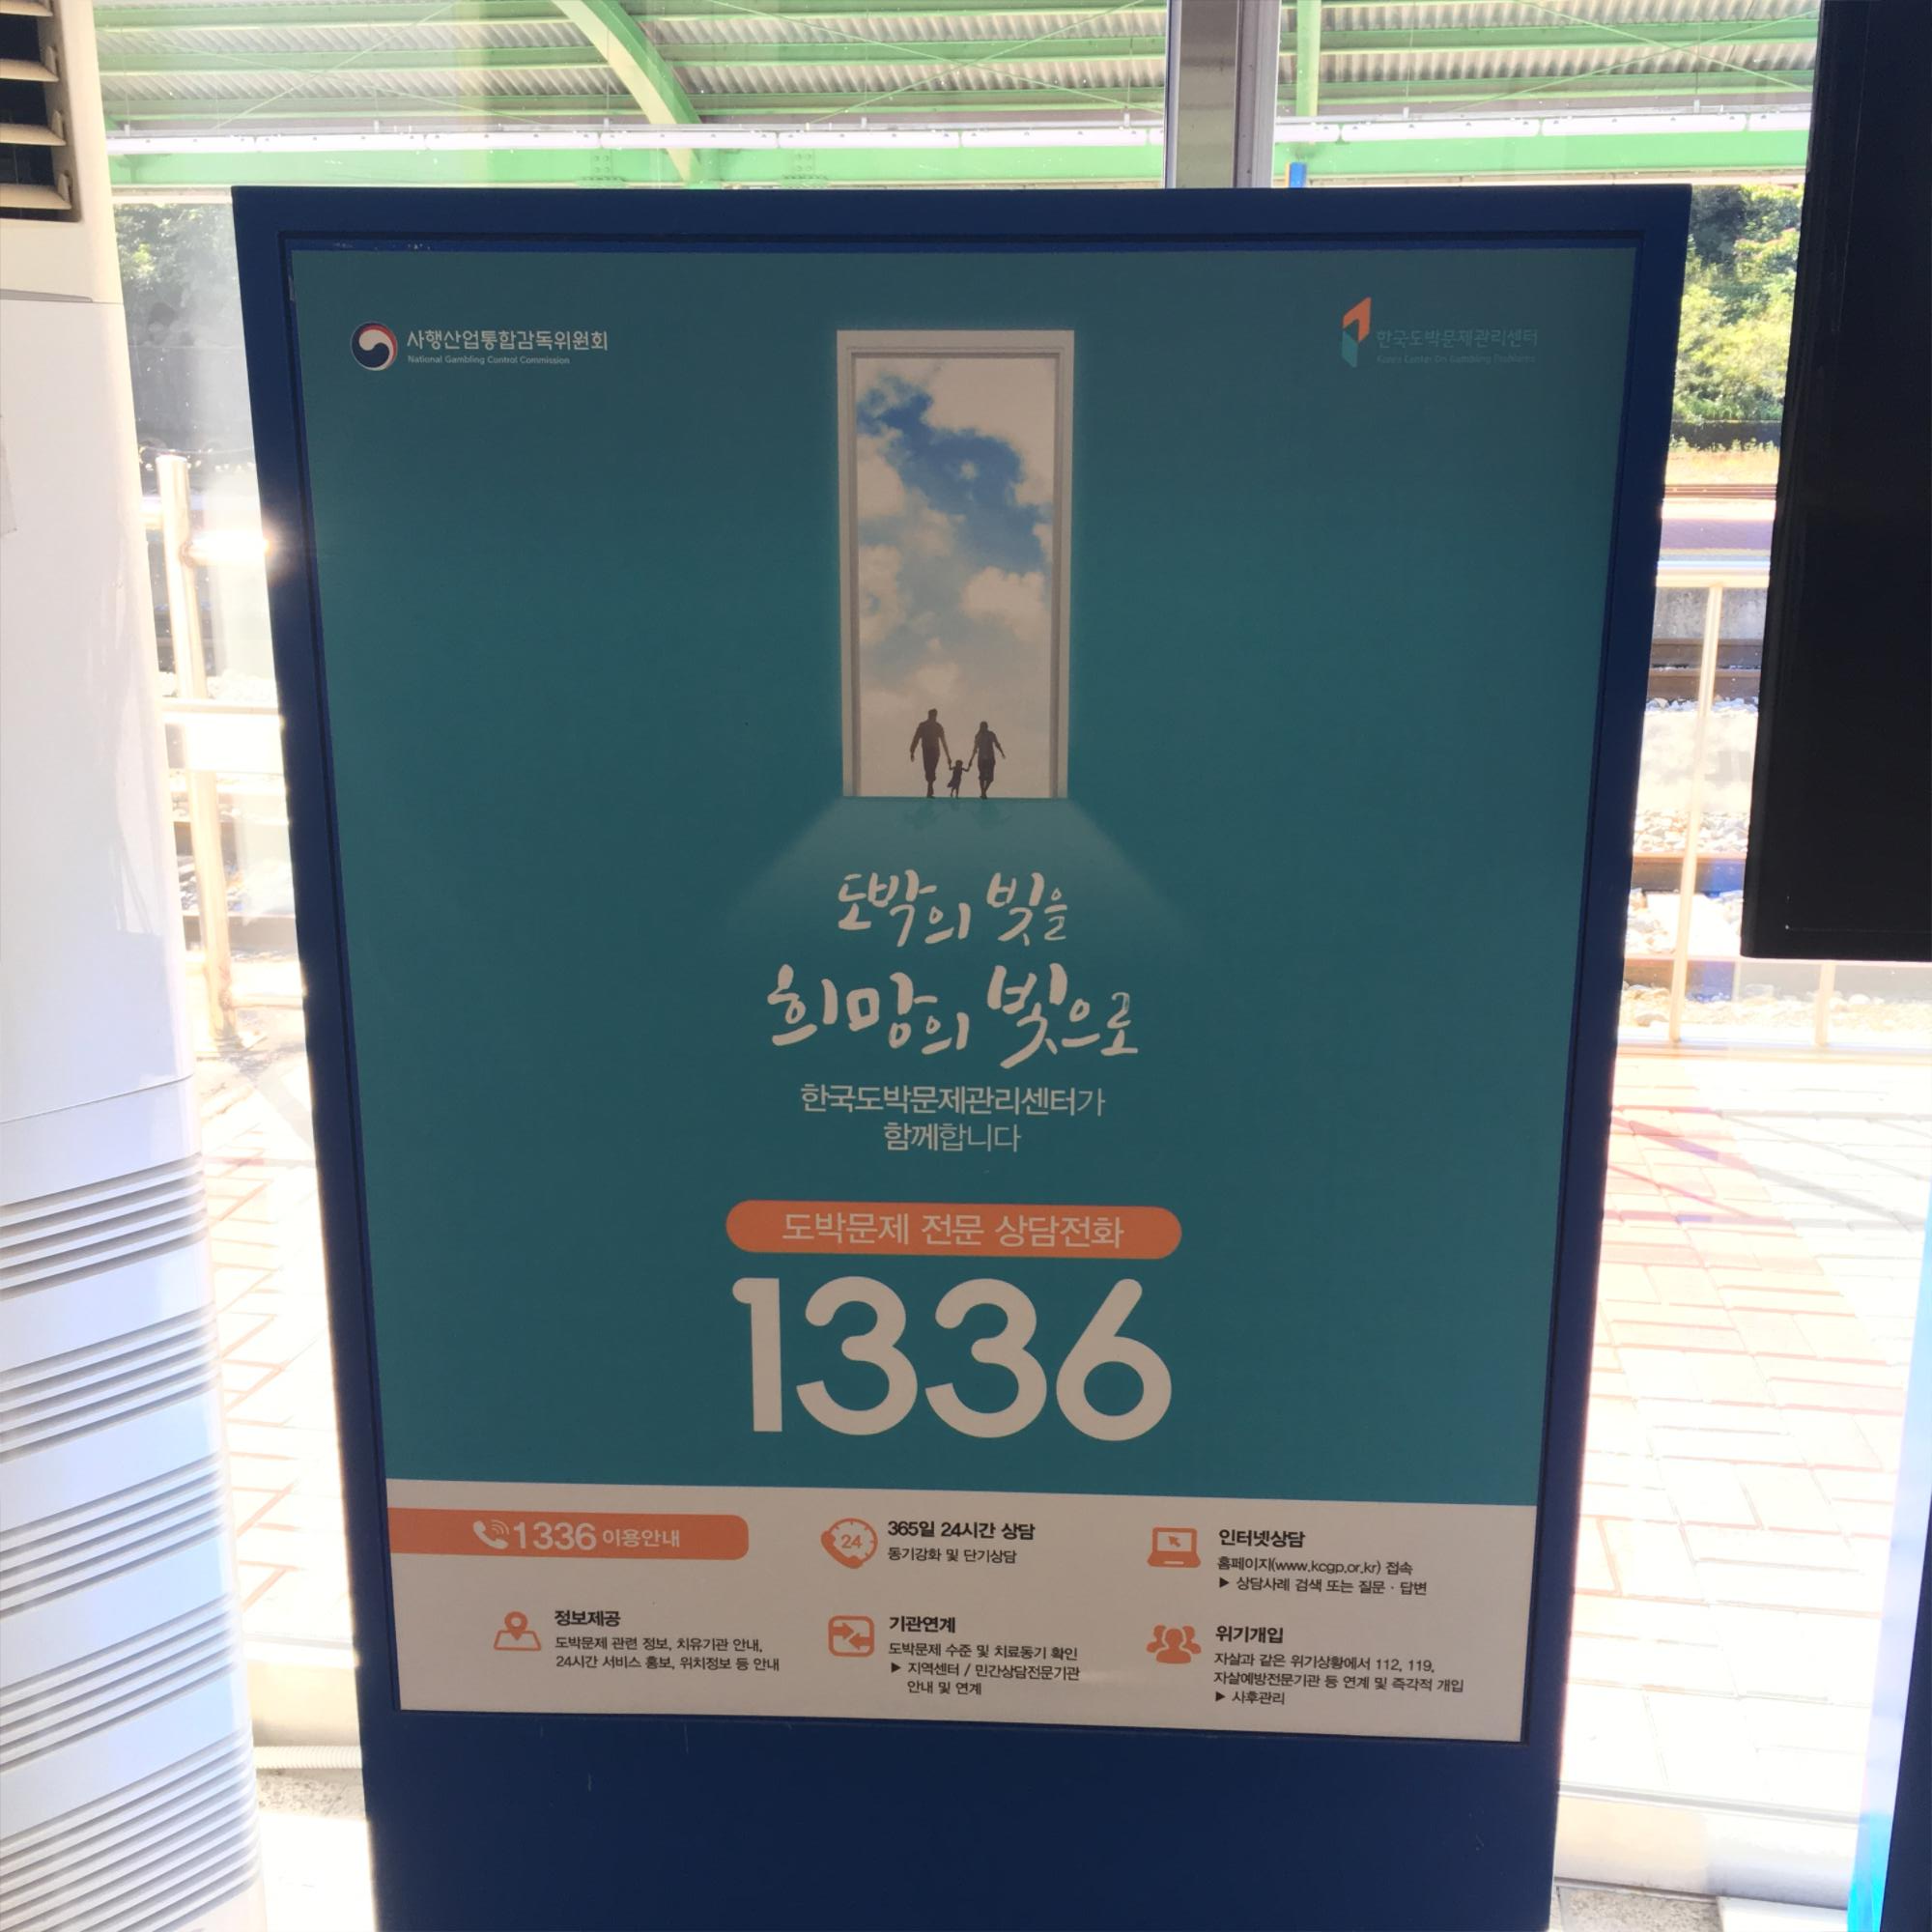 사행산업통합감독위원회
National Gambling Control Commission
한국도박문제관리센터
Korea Center On Gambling Problems
도박의 빚을
희망의 빛으로
한국도박문제관리센터가
함께합니다
도박문제 전문 상담전화
1336
1336 이용안내
24
365일 24시간 상담
동기강화 및 단기상담
인터넷상담
홈페이지(www.kcgp.or.kr) 접속
▶ 상담사례 검색 또는 질문 · 답변
정보제공
도박문제 관련 정보, 치유기관 안내,
24시간 서비스 홍보, 위치정보 등 안내
기관연계
도박문제 수준 및 치료동기 확인
▶ 지역센터 / 민간상담전문기관
안내 및 연계
위기개입
자살과 같은 위기상황에서 112, 119,
자살예방전문기관 등 연계 및 즉각적 개입
▶ 사후관리